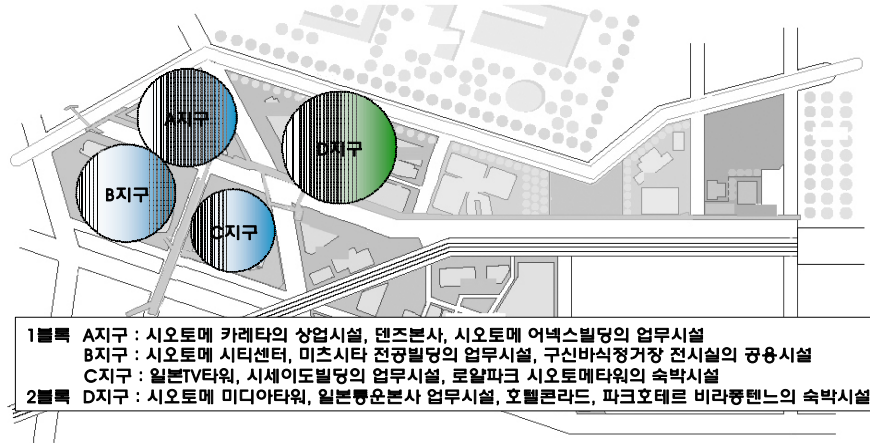 A지구
D지구
B지구
C지구
1블록 A지구 : 시오토메 카레타의 상업시설, 덴즈본사, 시오토메 어넥스빌딩의 업무시설
B지구 : 시오토메 시티센터, 미츠시타 전공빌딩의 업무시설, 구신바식정거장 전시실의 공용시설
C지구 : 일본TV타워, 시세이도빌딩의 업무시설, 로얄파크 시오토메타워의 숙박시설
2블록 D지구 : 시오토메 미디아타워, 일본통운본사 업무시설, 호텔콘라드, 파크호테르 비라퐁텐느의 숙박시설